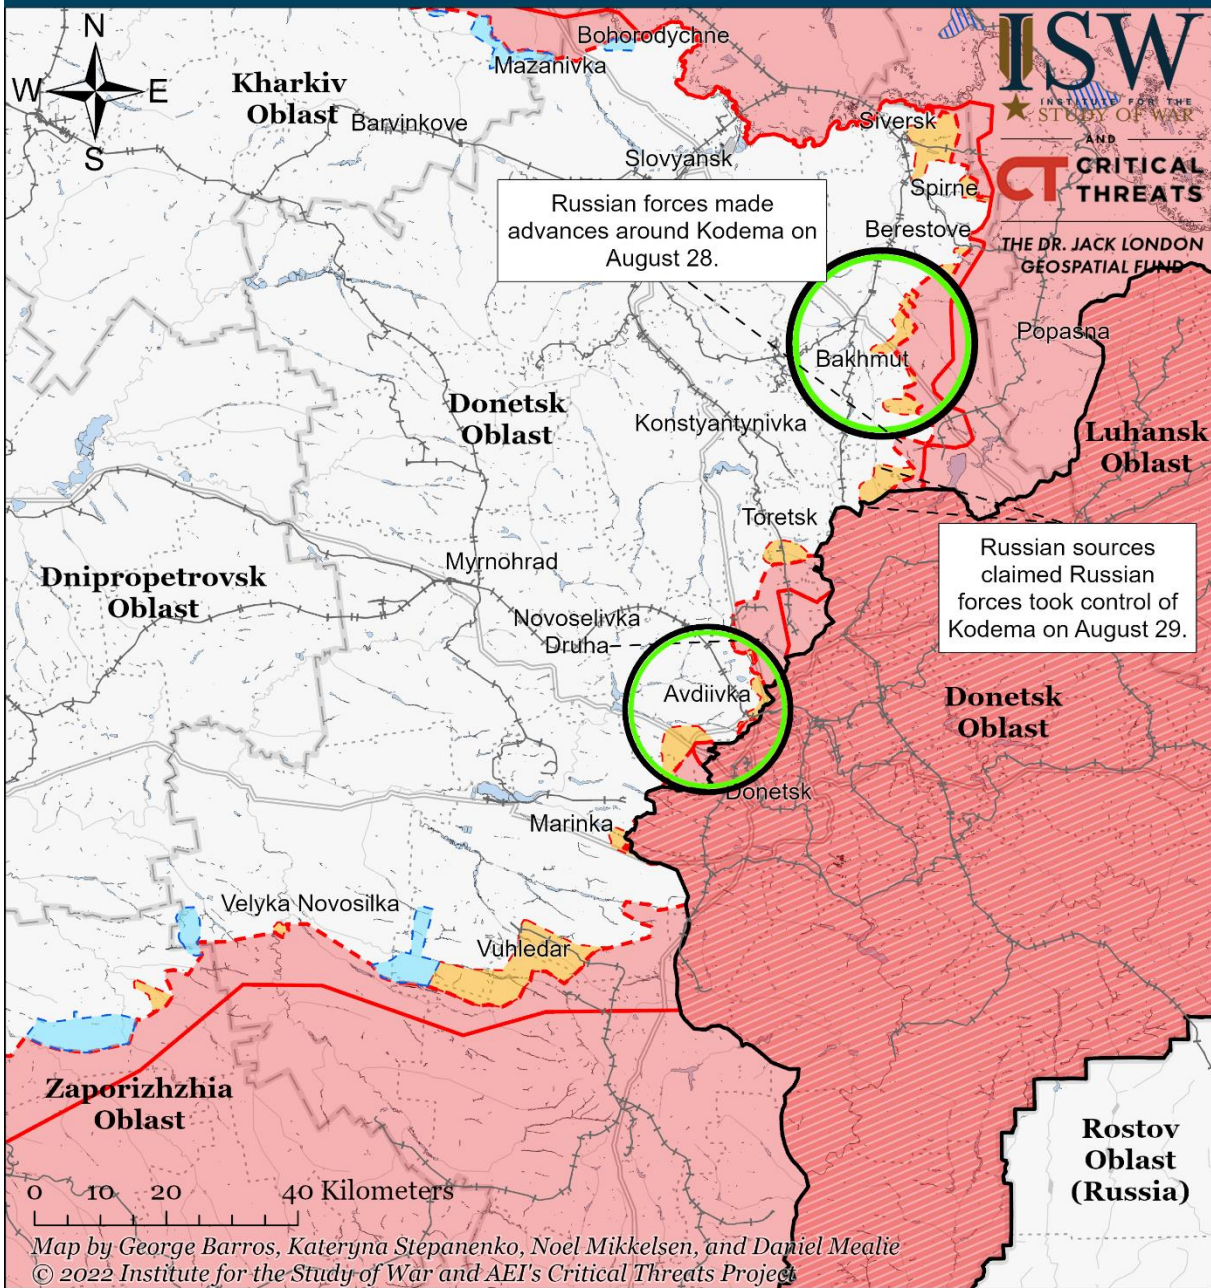 N
W
E
S
Kharkiv
Oblast
Bohorodychne
Mazanivka
Barvinkove
Slovyansk
Siversk
Spirne
Berestove
ISW
INSTITUTE FOR THE
STUDY OF WAR
AND
CT CRITICAL
THREATS
THE DR. JACK LONDON
GEOSPATIAL FUND
Russian forces made
advances around Kodema on
August 28.
Popasna
Bakhmut
Donetsk
Oblast
Konstyantynivka
Luhansk
Oblast
Toretsk
Myrnohrad
Dnipropetrovsk
Oblast
Russian sources
claimed Russian
forces took control of
Kodema on August 29.
Novoselivka
Druha
Avdiivka
Donetsk
Oblast
Donetsk
Marinka
Velyka Novosilka
Vuhledar
Zaporizhzhia
Oblast
Rostov
Oblast
(Russia)
0 10 20 40 Kilometers
Map by George Barros, Kateryna Stepanenko, Noel Mikkelsen, and Daniel Mealie
© 2022 Institute for the Study of War and AEI's Critical Threats Project